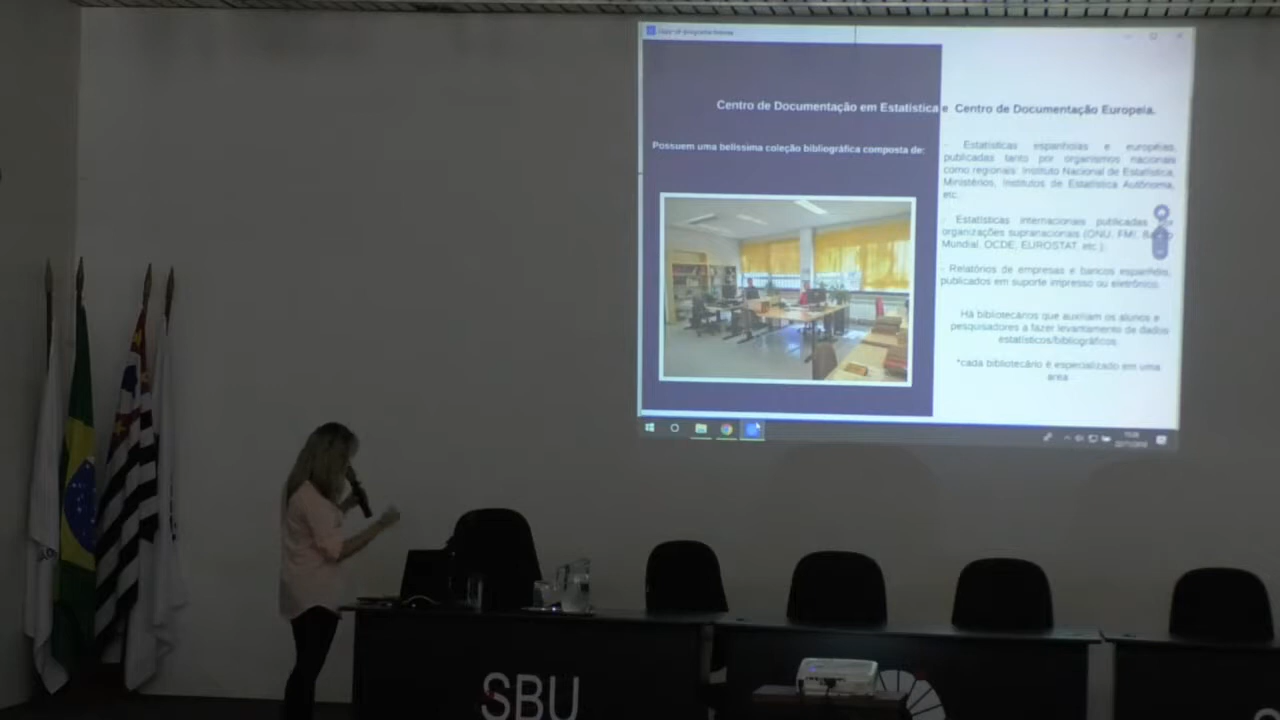 Centro de Documentação em Estatística e Centro de Documentação Europeia.
Possuem uma belíssima coleção bibliográfica composta de:
- Estatísticas espanholas e europeias,
publicadas tanto por organismos nacionais
como regionais: Instituto Nacional de Estatística,
Ministérios, Institutos de Estatística Autônoma,
etc.
- Estatísticas internacionais publicadas
organizações supranacionais (ONU, FMI,
Mundial, OCDE, EUROSTAT, etc.);
- Relatórios de empresas e bancos espanhóis,
publicados em suporte impresso ou eletrônico.
Há bibliotecários que auxiliam os alunos e
pesquisadores a fazer levantamento de dados
estatísticos/bibliográficos.
*cada bibliotecário é especializado em uma
área
SBU